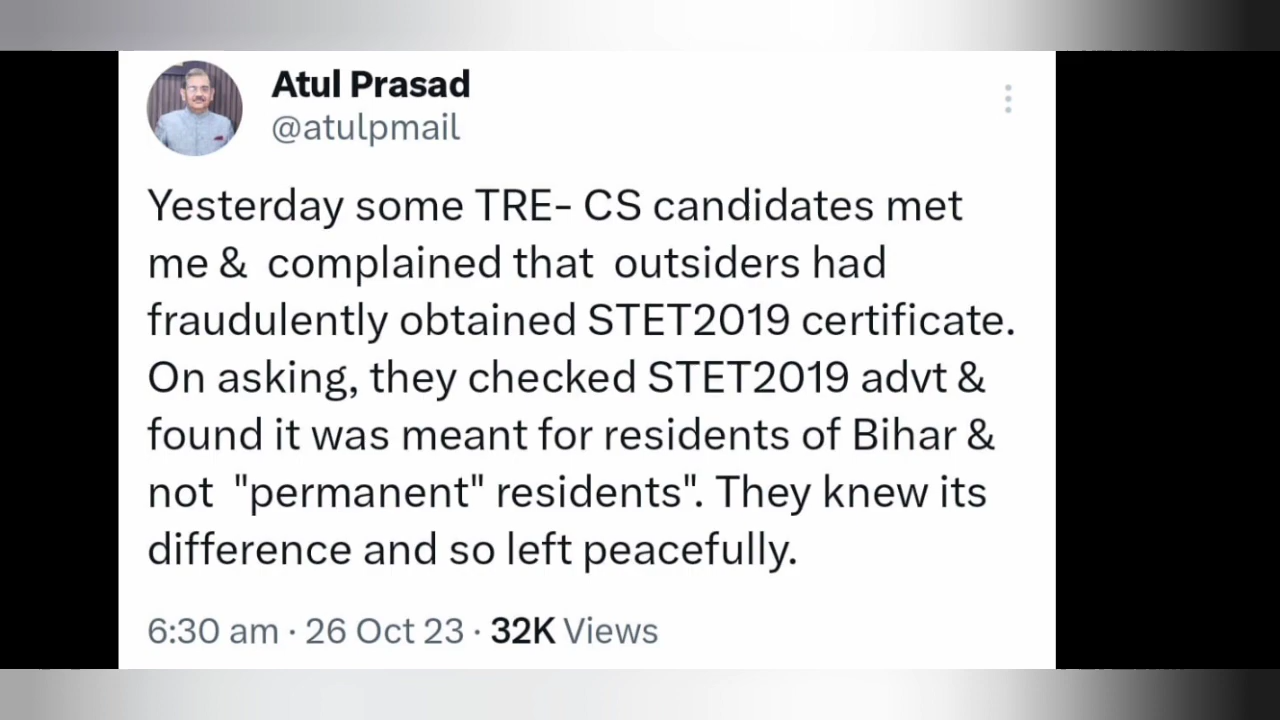 Atul Prasad
@atulpmail
Yesterday some TRE- CS candidates met
me & complained that outsiders had
fraudulently obtained STET2019 certificate.
On asking, they checked STET2019 advt &
found it was meant for residents of Bihar &
not "permanent" residents". They knew its
difference and so left peacefully.
6:30 am · 26 Oct 23 · 32K Views